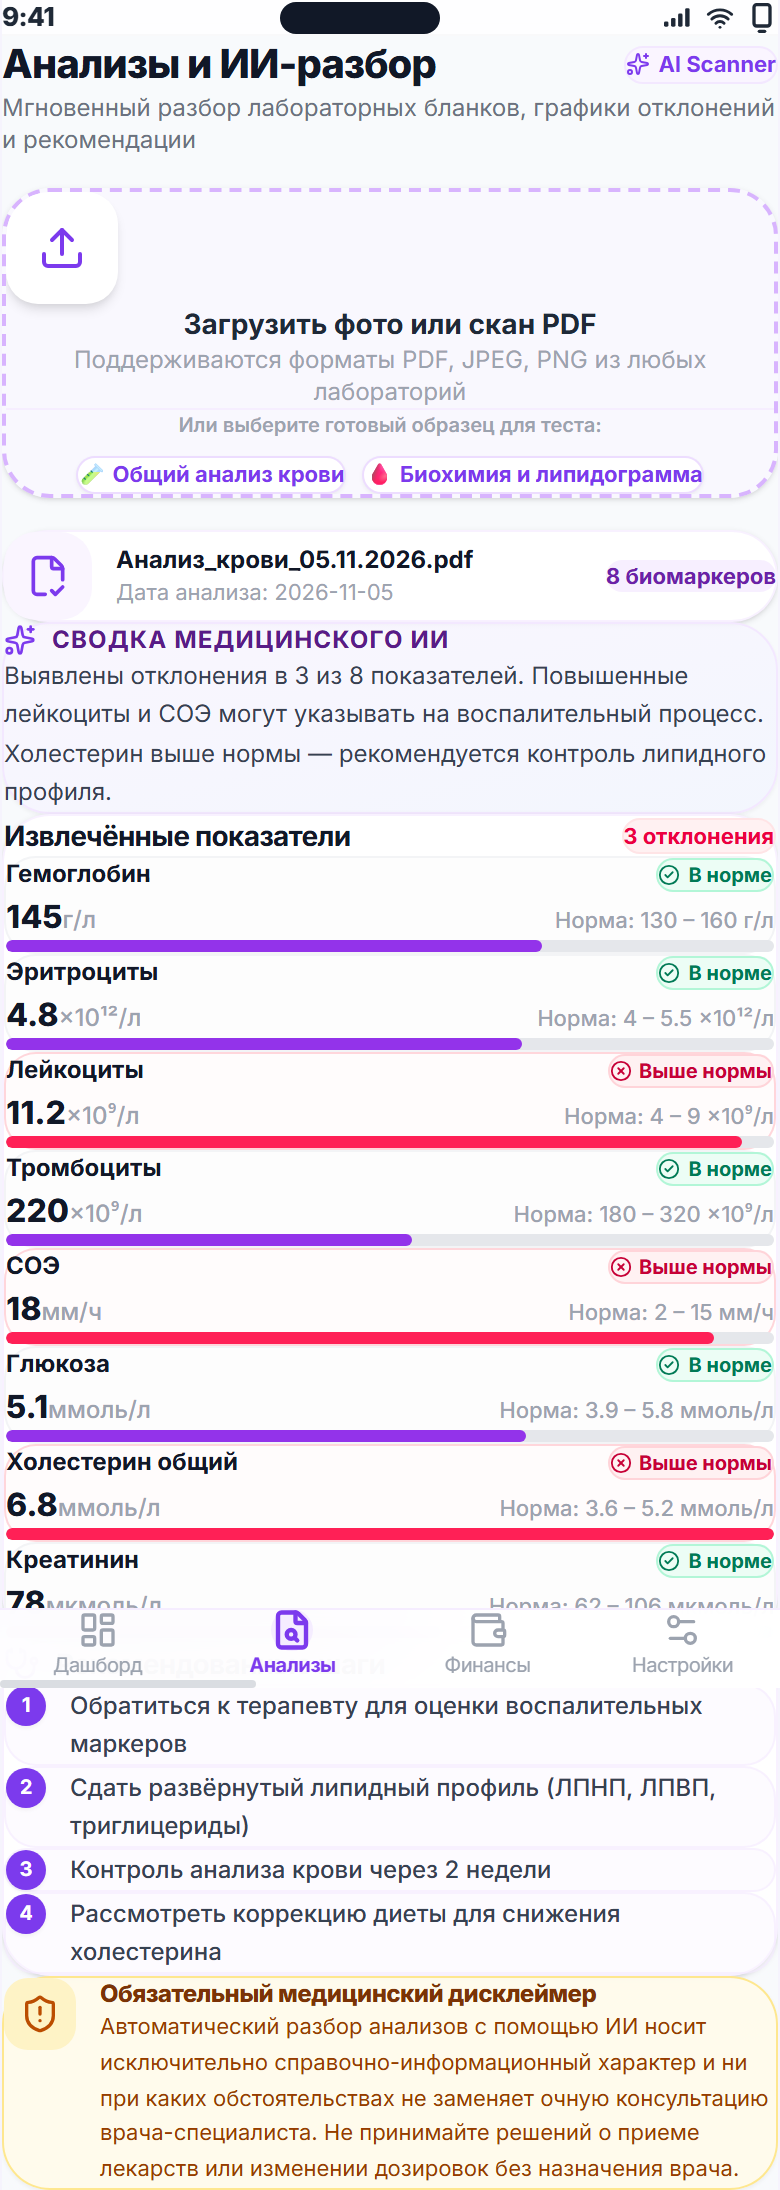 9:41
Анализы и ИИ-разбор
AI Scanner
Мгновенный разбор лабораторных бланков, графики отклонений
и рекомендации
Загрузить фото или скан PDF
Поддерживаются форматы PDF, JPEG, PNG из любых
лабораторий
Или выберите готовый образец для теста:
Общий анализ крови
Биохимия и липидограмма
Анализ_крови_05.11.2026.pdf
Дата анализа: 2026-11-05
8 биомаркеров
СВОДКА МЕДИЦИНСКОГО ИИ
Выявлены отклонения в 3 из 8 показателей. Повышенные
лейкоциты и СОЭ могут указывать на воспалительный процесс.
Холестерин выше нормы — рекомендуется контроль липидного
профиля.
Извлечённые показатели
3 отклонения
Гемоглобин
В норме
145г/л
Норма: 130 – 160 г/л
Эритроциты
В норме
4.8×10¹²/л
Норма: 4 – 5.5 ×10¹²/л
Лейкоциты
Выше нормы
11.2×10⁹/л
Норма: 4 – 9 ×10⁹/л
Тромбоциты
В норме
220×10⁹/л
Норма: 180 – 320 ×10⁹/л
СОЭ
Выше нормы
18мм/ч
Норма: 2 – 15 мм/ч
Глюкоза
В норме
5.1ммоль/л
Норма: 3.9 – 5.8 ммоль/л
Холестерин общий
Выше нормы
6.8ммоль/л
Норма: 3.6 – 5.2 ммоль/л
Креатинин
В норме
78мкмоль/л
Норма: 62 – 106 мкмоль/л
Дашборд
Анализы
Финансы
Настройки
1
Обратиться к терапевту для оценки воспалительных
маркеров
2
Сдать развёрнутый липидный профиль (ЛПНП, ЛПВП,
триглицериды)
3
Контроль анализа крови через 2 недели
4
Рассмотреть коррекцию диеты для снижения
холестерина
Обязательный медицинский дисклеймер
Автоматический разбор анализов с помощью ИИ носит
исключительно справочно-информационный характер и ни
при каких обстоятельствах не заменяет очную консультацию
врача-специалиста. Не принимайте решений о приеме
лекарств или изменении дозировок без назначения врача.